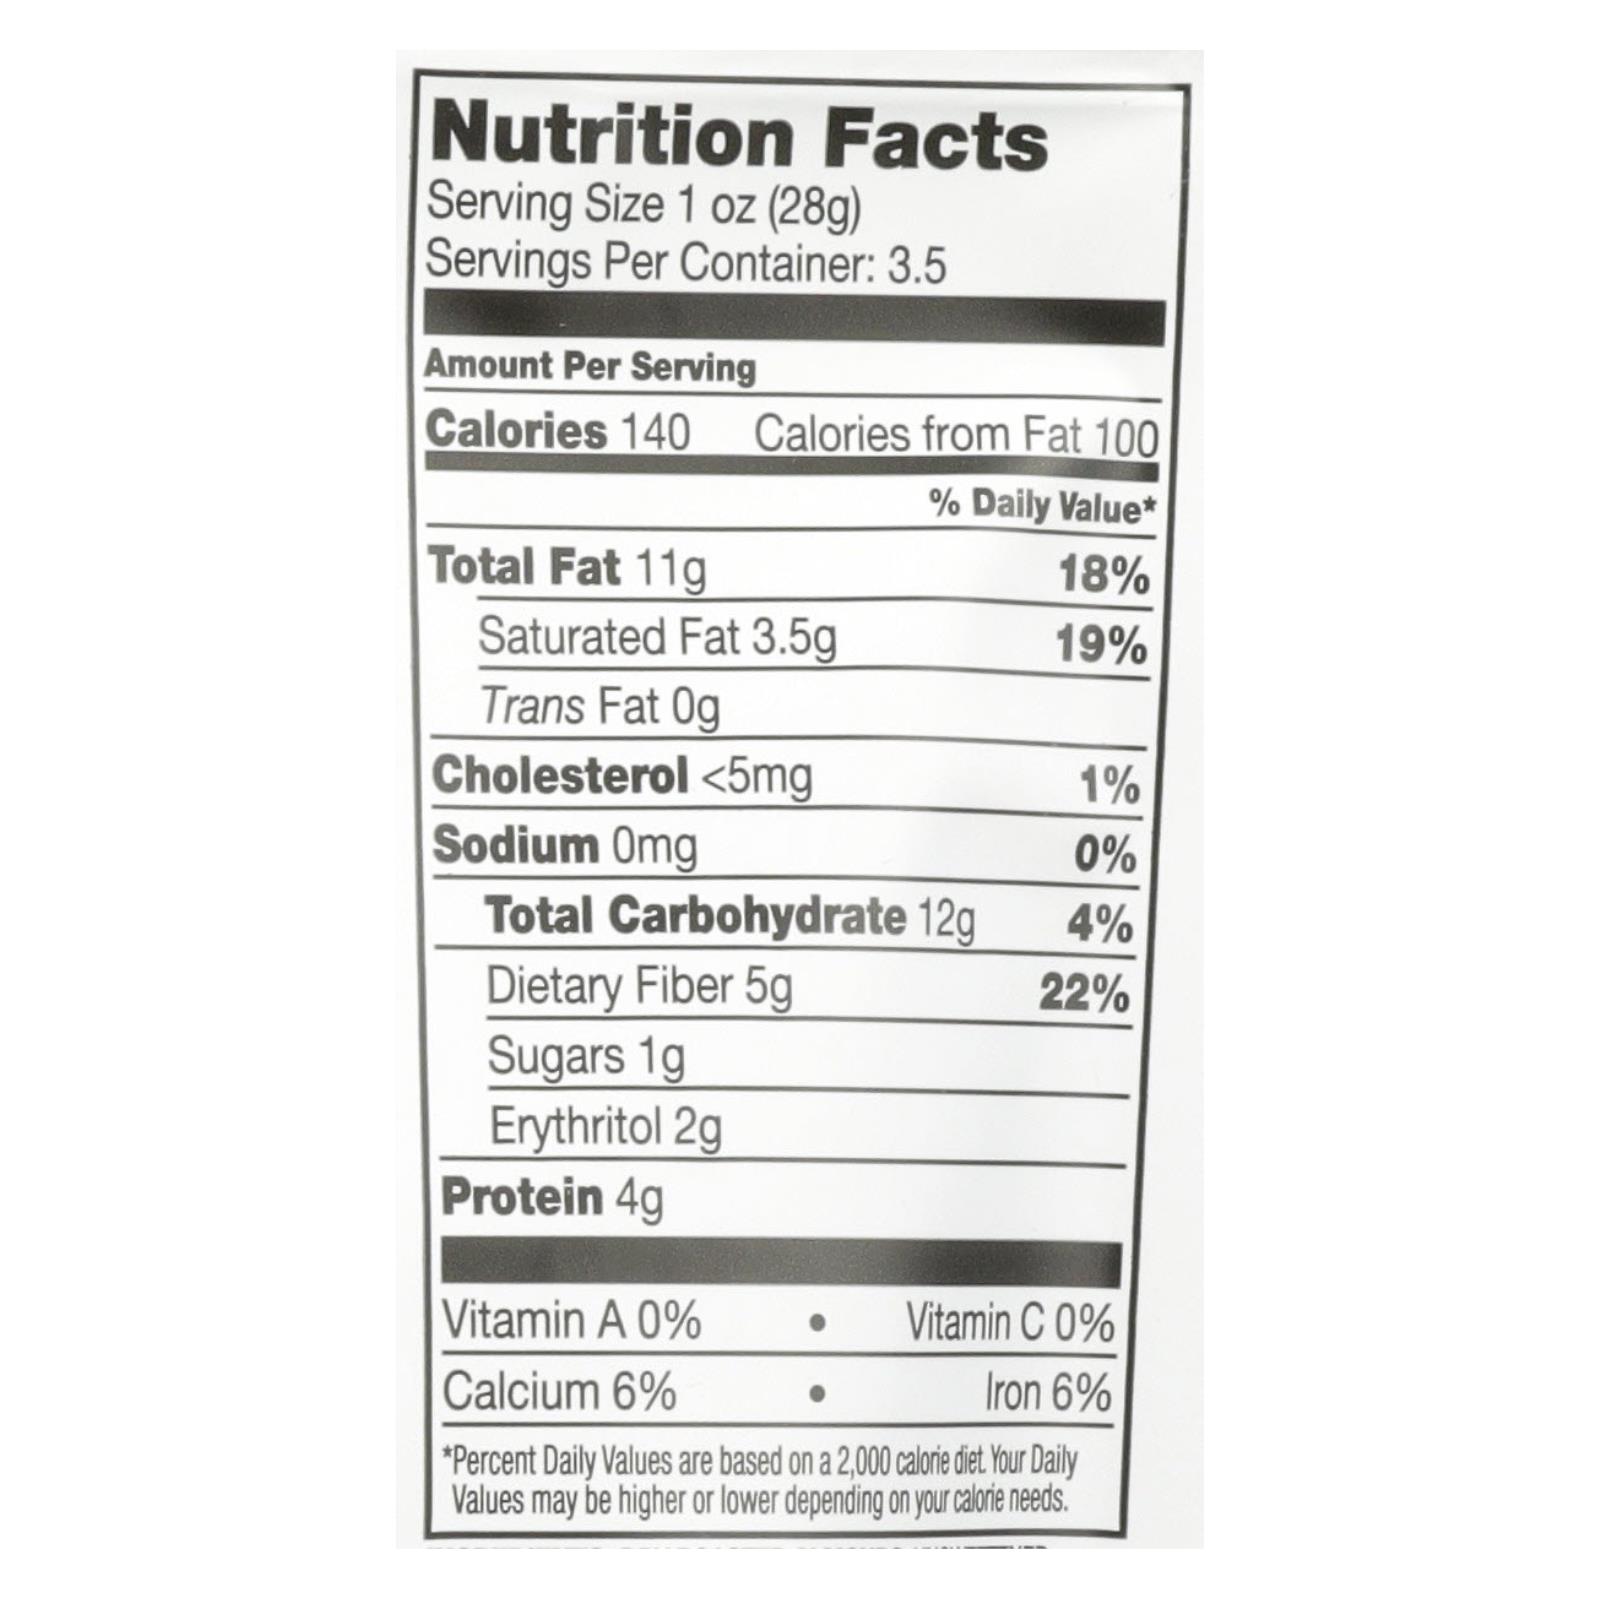 Nutrition Facts
Serving Size 1 oz (28g)
Servings Per Container: 3.5
Amount Per Serving
Calories 140 Calories from Fat 100
% Daily Value*
Total Fat 11g 18%
Saturated Fat 3.5g 19%
Trans Fat 0g
Cholesterol <5mg 1%
Sodium 0mg 0%
Total Carbohydrate 12g 4%
Dietary Fiber 5g 22%
Sugars 1g
Erythritol 2g
Protein 4g
Vitamin A 0% • Vitamin C 0%
Calcium 6% • Iron 6%
*Percent Daily Values are based on a 2,000 calorie diet. Your Daily
Values may be higher or lower depending on your calorie needs.